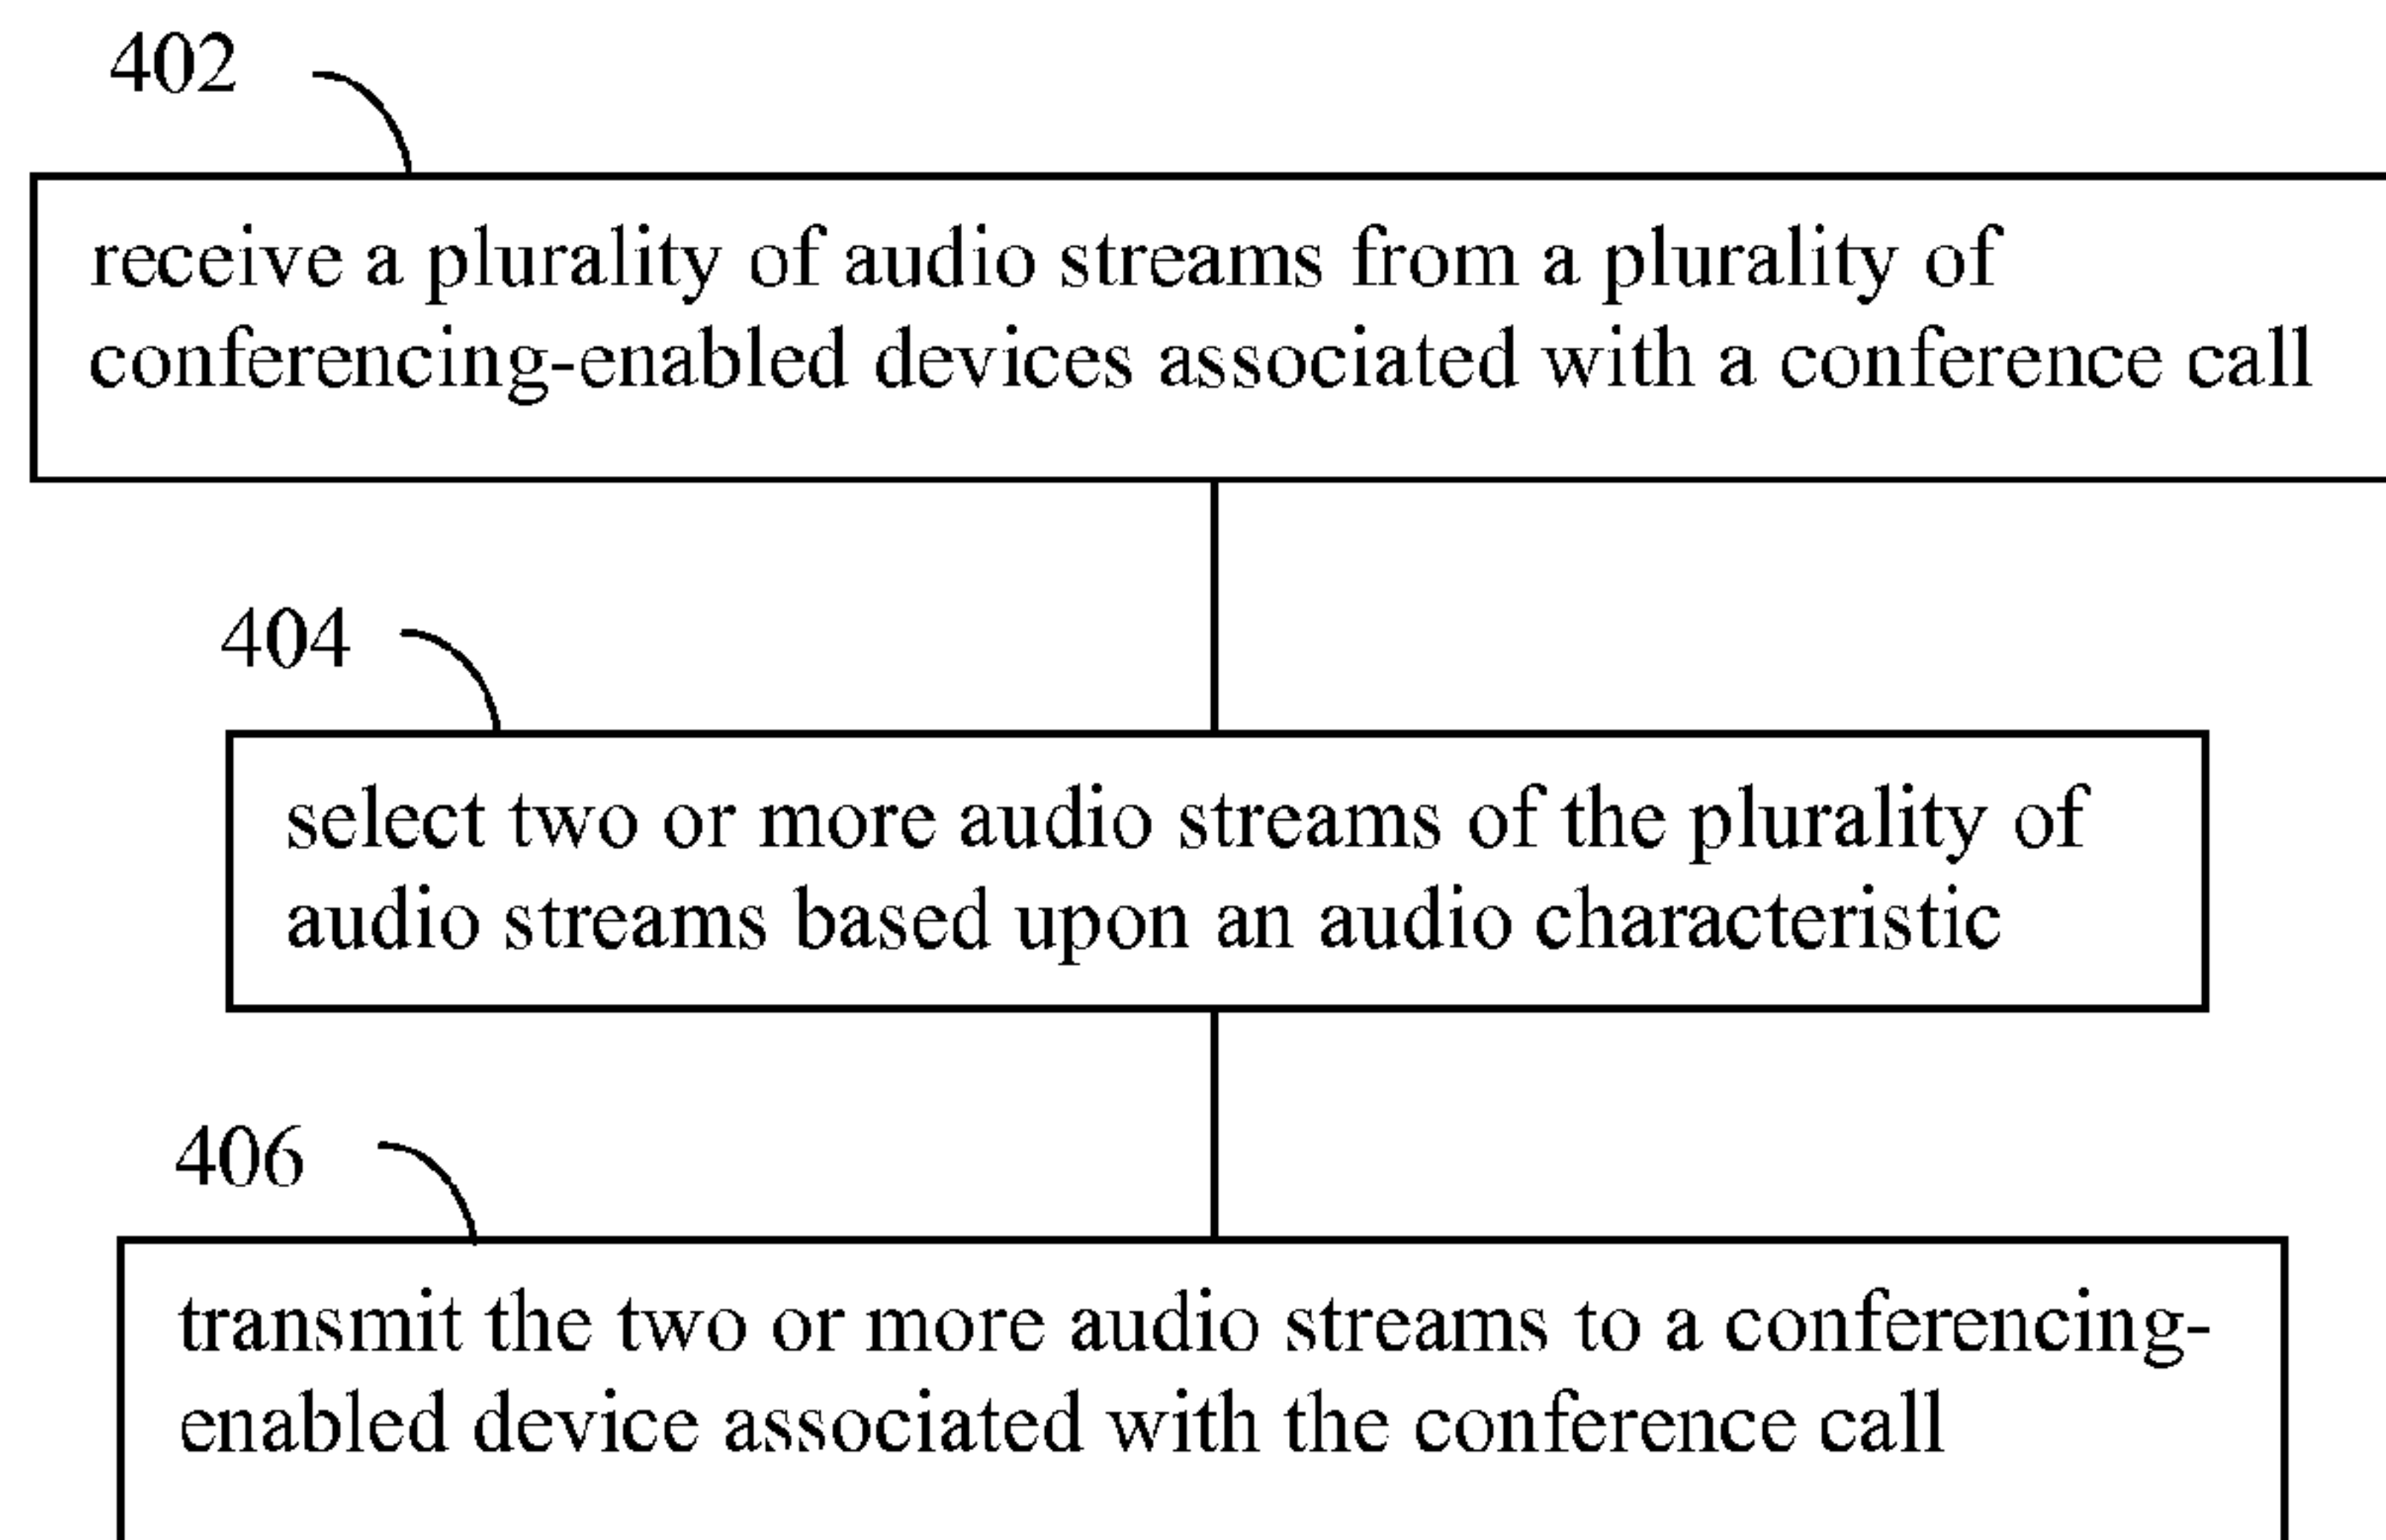 402
receive a plurality of audio streams from a plurality of
conferencing-enabled devices associated with a conference call
404
select two or more audio streams of the plurality of
audio streams based upon an audio characteristic
406
transmit the two or more audio streams to a conferencing-
enabled device associated with the conference call